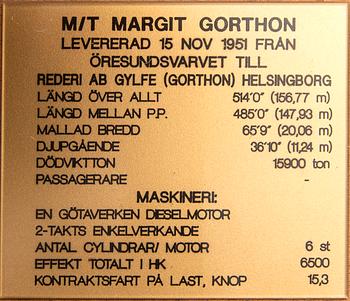 M/T MARGIT GORTHON
LEVERERAD 15 NOV 1951 FRÅN
ÖRESUNDSVARVET TILL
REDERI AB GYLFE (GORTHON) HELSINGBORG
LÄNGD ÖVER ALLT 514'0" (156,77 m)
LÄNGD MELLAN P.P. 485'0" (147,93 m)
MALLAD BREDD 65'9" (20,06 m)
DJUPGÅENDE 36'10" (11,24 m)
DÖDVIKTTON 15900 ton
PASSAGERARE -
MASKINERI:
EN GÖTAVERKEN DIESELMOTOR
2-TAKTS ENKELVERKANDE
ANTAL CYLINDRAR/ MOTOR 6 st
EFFEKT TOTALT I HK 6500
KONTRAKTSFART PÅ LAST, KNOP 15,3